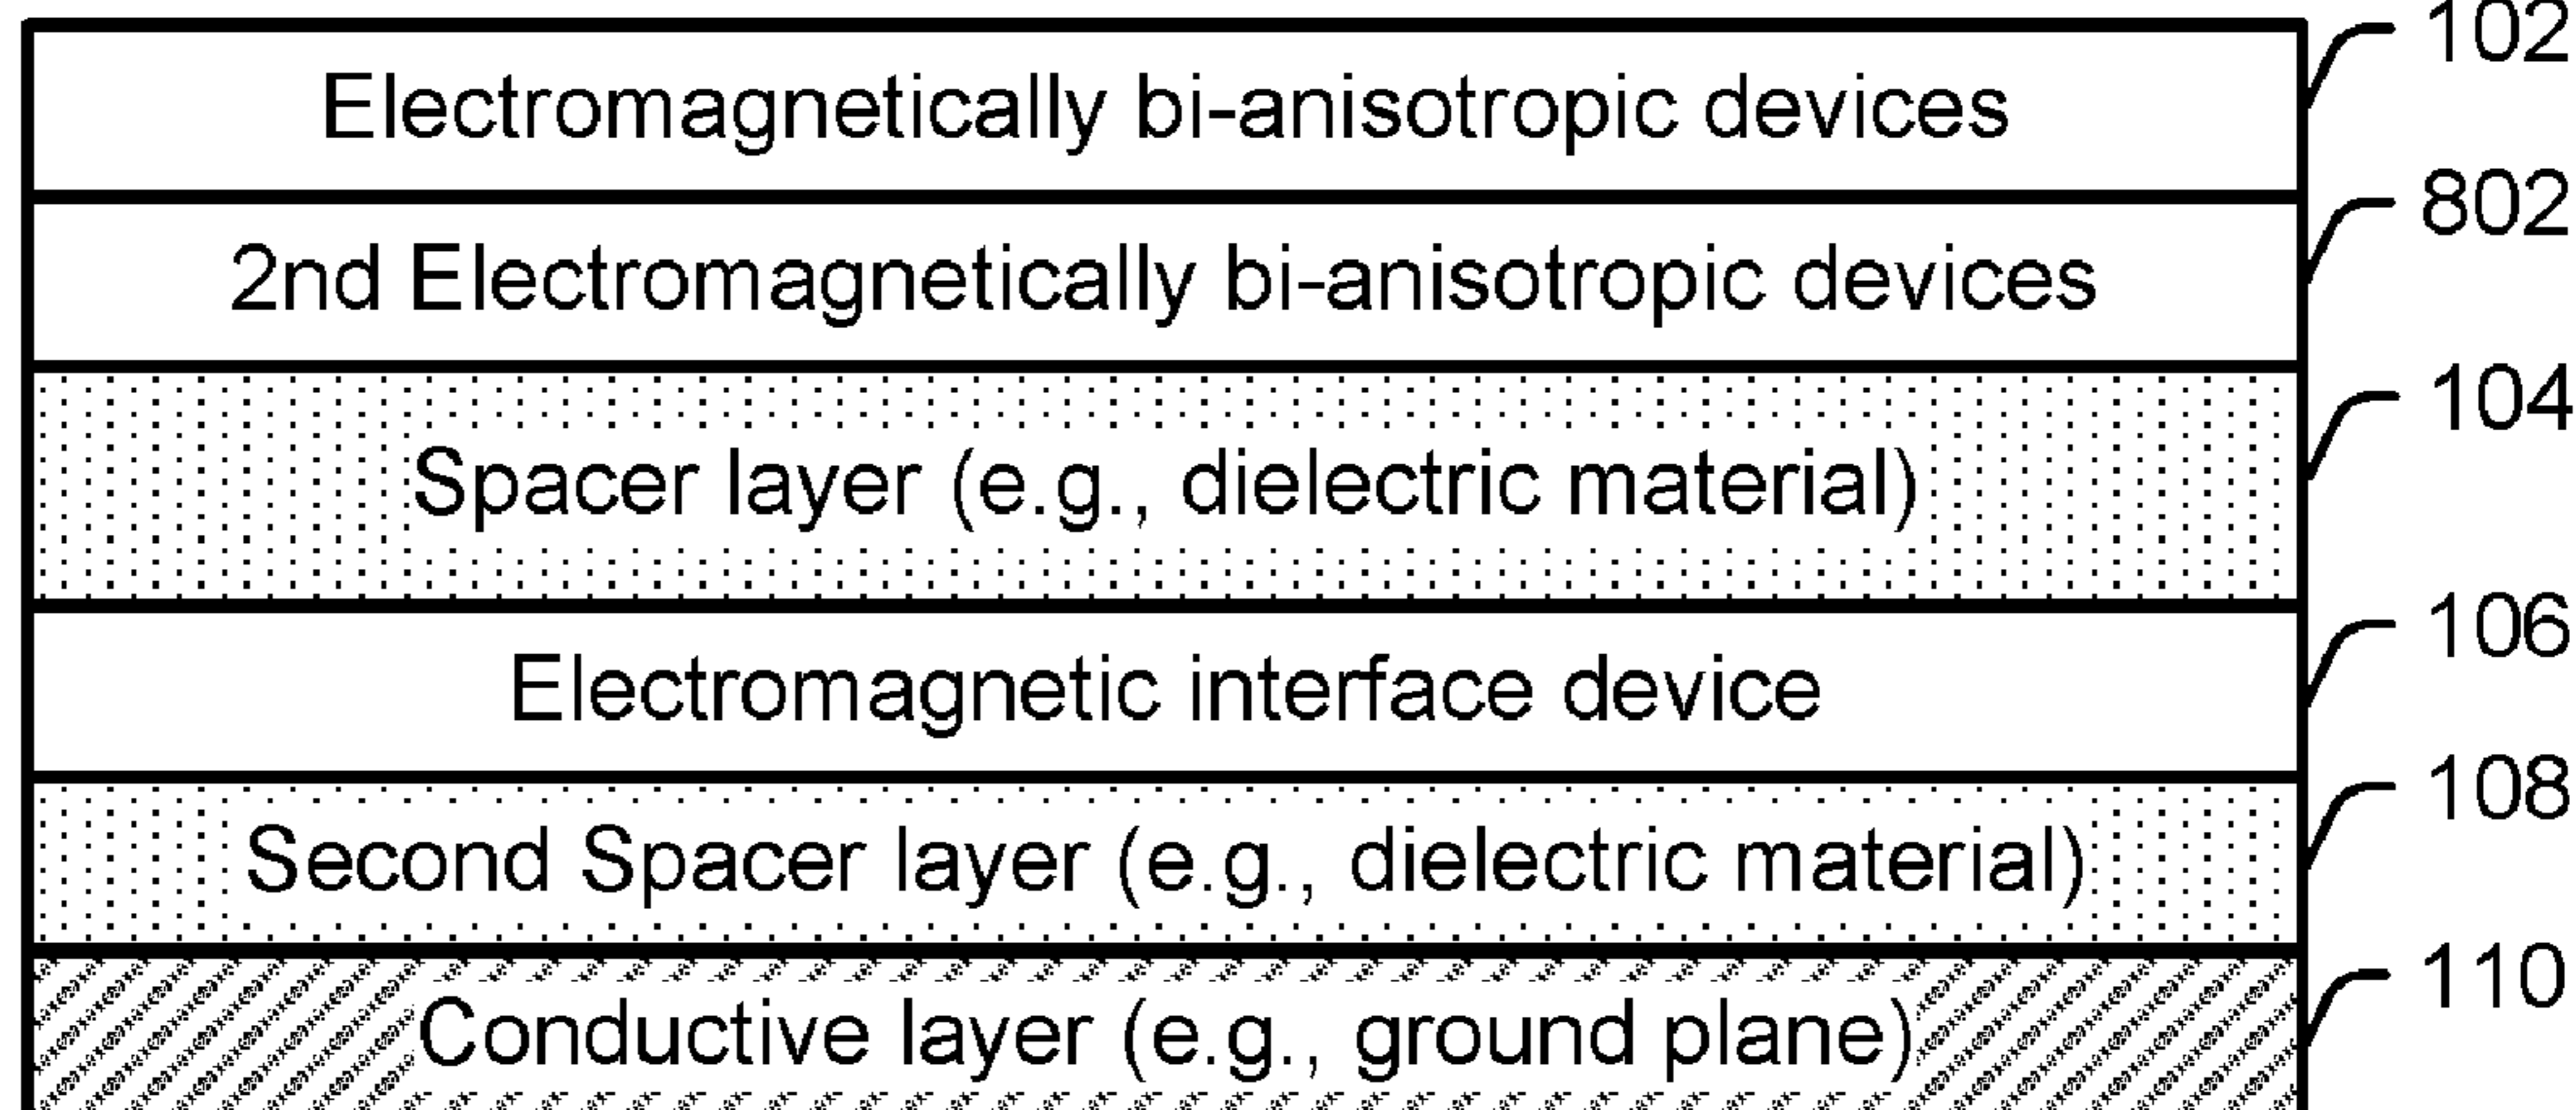 Electromagnetically bi-anisotropic devices 102
2nd Electromagnetically bi-anisotropic devices 802
Spacer layer (e.g., dielectric material) 104
Electromagnetic interface device 106
Second Spacer layer (e.g., dielectric material) 108
Conductive layer (e.g., ground plane) 110